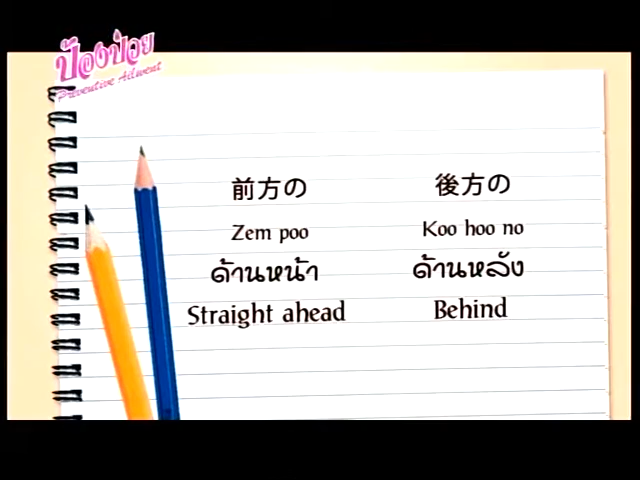 ป้องป่วย
Preventive Ailment
前方の 後方の
Zem poo Koo hoo no
ด้านหน้า ด้านหลัง
Straight ahead Behind